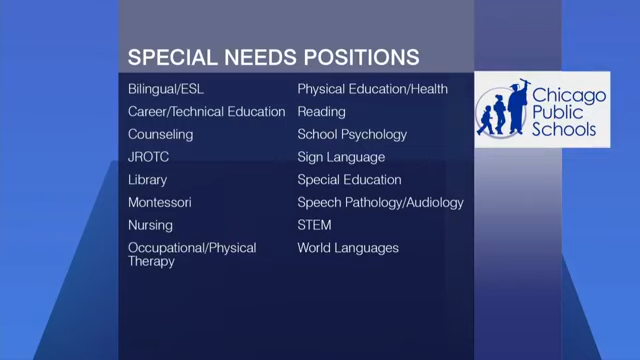 SPECIAL NEEDS POSITIONS
Bilingual/ESL
Career/Technical Education
Counseling
JROTC
Library
Montessori
Nursing
Occupational/Physical
Therapy
Physical Education/Health
Reading
School Psychology
Sign Language
Special Education
Speech Pathology/Audiology
STEM
World Languages
Chicago
Public
Schools